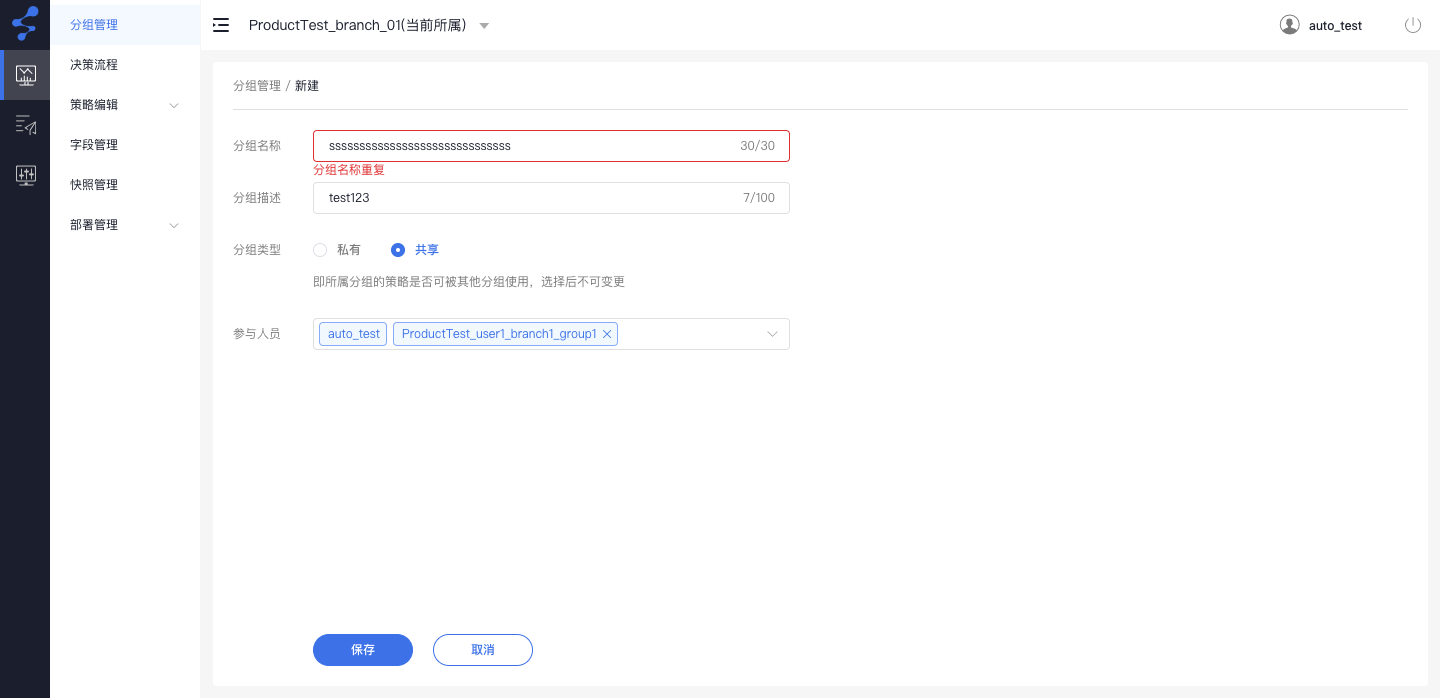 分组管理
决策流程
策略编辑
字段管理
快照管理
部署管理
ProductTest_branch_01(当前所属)
auto_test
分组管理 / 新建
分组名称
ssssssssssssssssssssssssssssss 30/30
分组名称重复
分组描述
test123 7/100
分组类型
私有 共享
即所属分组的策略是否可被其他分组使用，选择后不可变更
参与人员
auto_test ProductTest_user1_branch1_group1
保存 取消